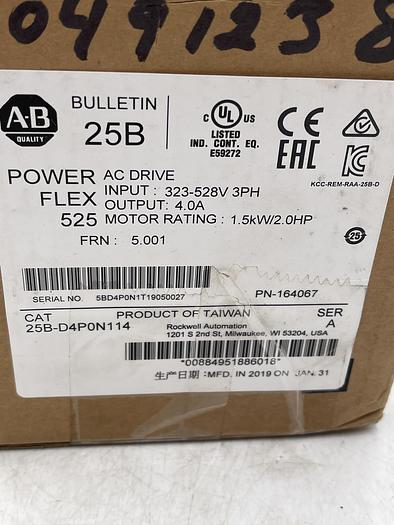 0491238
A-B
QUALITY
BULLETIN
25B
c UL us
LISTED
IND. CONT. EQ.
E59272
CE
EAC
KCC-REM-RAA-25B-D
POWER
FLEX
525
AC DRIVE
INPUT : 323-528V 3PH
OUTPUT: 4.0A
MOTOR RATING : 1.5kW/2.0HP
FRN : 5.001
25
SERIAL NO. 5BD4P0N1T19050027
PN-164067
CAT
25B-D4P0N114
PRODUCT OF TAIWAN
Rockwell Automation
1201 S 2nd St, Milwaukee, WI 53204, USA
SER
A
*00884951886018*
生产日期:MFD. IN 2019 ON JAN. 31